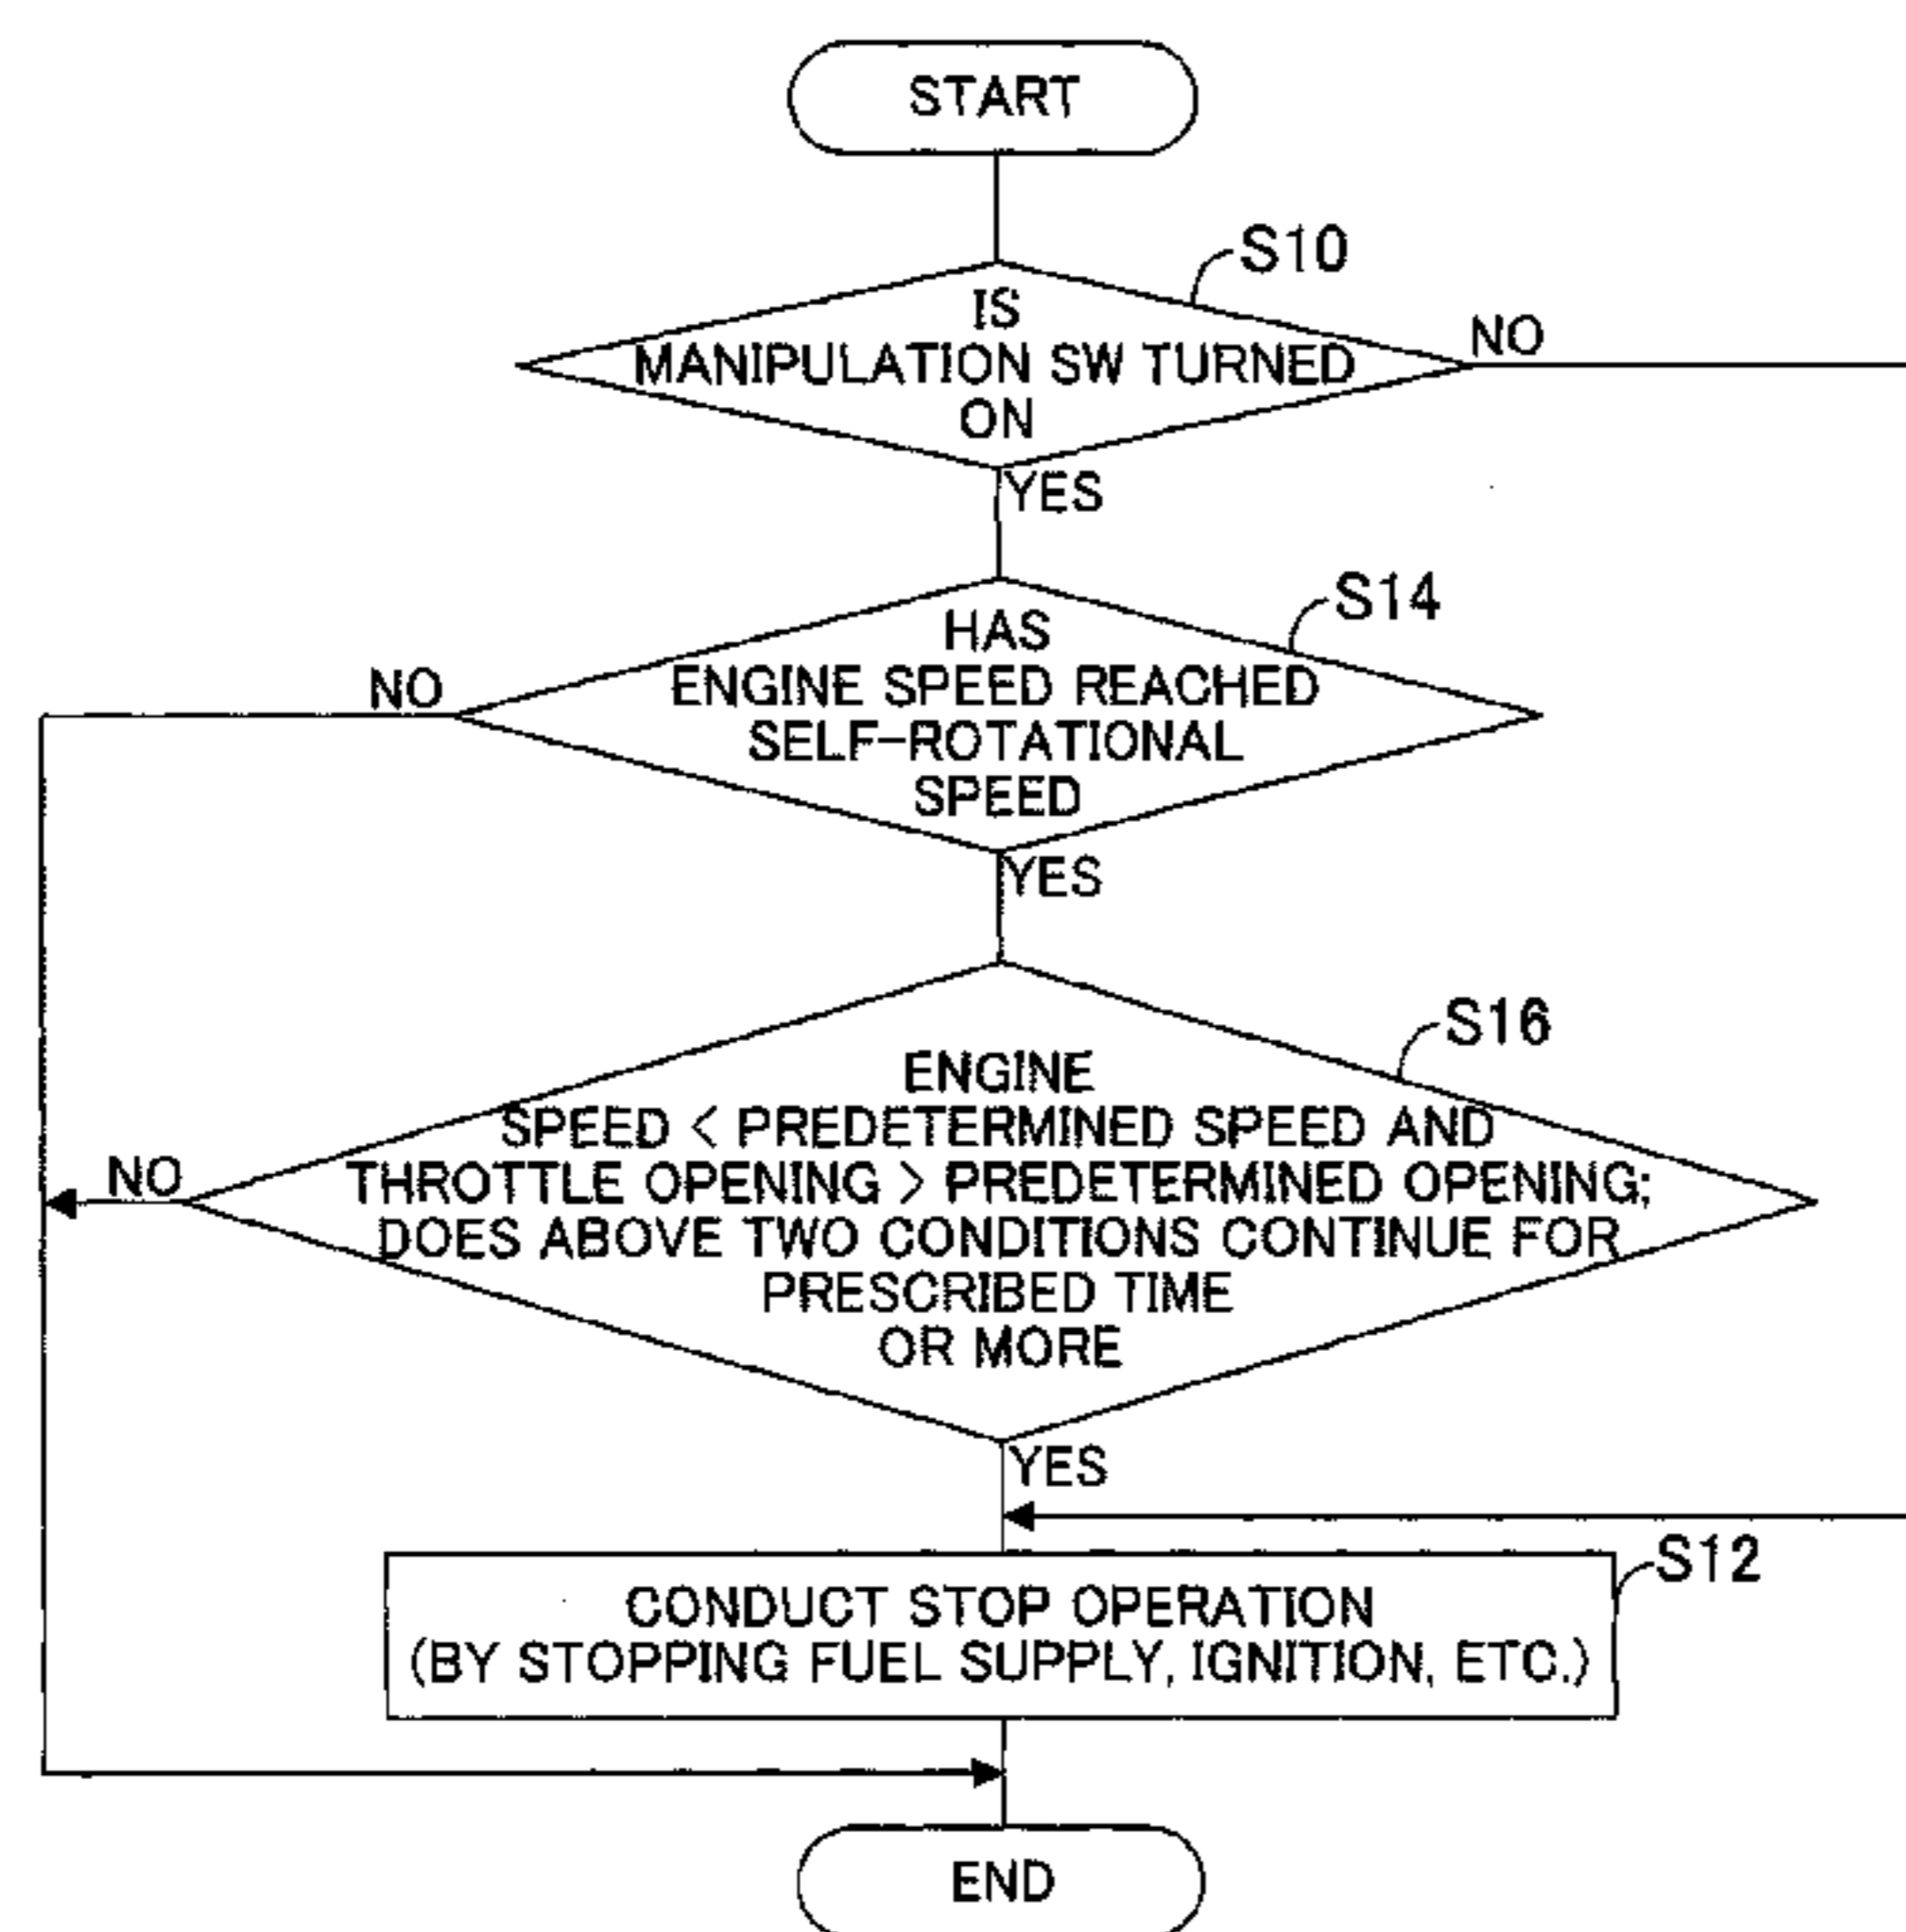 START
S10
IS
MANIPULATION SW TURNED
ON
NO
YES
S14
HAS
ENGINE SPEED REACHED
SELF-ROTATIONAL
SPEED
NO
YES
S16
ENGINE
SPEED < PREDETERMINED SPEED AND
THROTTLE OPENING > PREDETERMINED OPENING;
DOES ABOVE TWO CONDITIONS CONTINUE FOR
PRESCRIBED TIME
OR MORE
NO
YES
S12
CONDUCT STOP OPERATION
(BY STOPPING FUEL SUPPLY, IGNITION, ETC.)
END